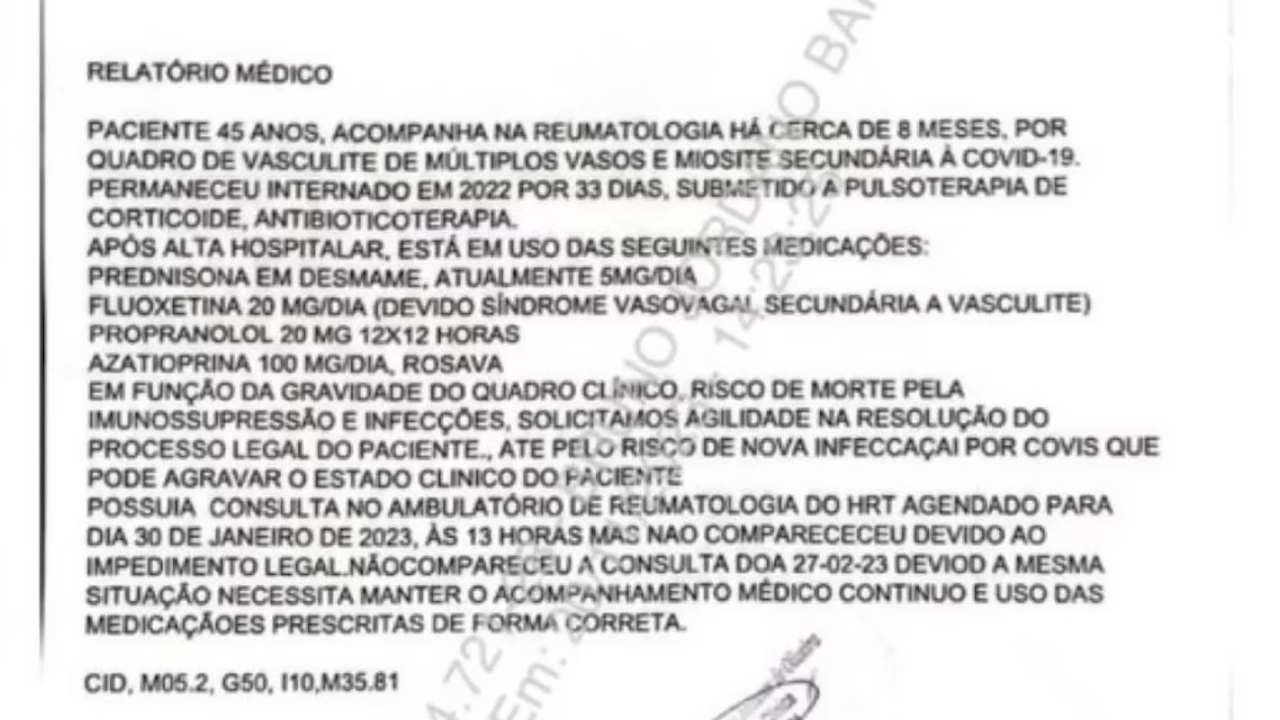 RELATÓRIO MÉDICO
PACIENTE 45 ANOS, ACOMPANHA NA REUMATOLOGIA HÁ CERCA DE 8 MESES, POR
QUADRO DE VASCULITE DE MÚLTIPLOS VASOS E MIOSITE SECUNDÁRIA À COVID-19.
PERMANECEU INTERNADO EM 2022 POR 33 DIAS, SUBMETIDO A PULSOTERAPIA DE
CORTICOIDE, ANTIBIOTICOTERAPIA.
APÓS ALTA HOSPITALAR, ESTÁ EM USO DAS SEGUINTES MEDICAÇÕES:
PREDNISONA EM DESMAME, ATUALMENTE 5MG/DIA
FLUOXETINA 20 MG/DIA (DEVIDO SÍNDROME VASOVAGAL SECUNDÁRIA A VASCULITE)
PROPRANOLOL 20 MG 12X12 HORAS
AZATIOPRINA 100 MG/DIA, ROSAVA
EM FUNÇÃO DA GRAVIDADE DO QUADRO CLÍNICO, RISCO DE MORTE PELA
IMUNOSSUPRESSÃO E INFECÇÕES, SOLICITAMOS AGILIDADE NA RESOLUÇÃO DO
PROCESSO LEGAL DO PACIENTE., ATE PELO RISCO DE NOVA INFECCAÇAI POR COVIS QUE
PODE AGRAVAR O ESTADO CLINICO DO PACIENTE
POSSUIA CONSULTA NO AMBULATÓRIO DE REUMATOLOGIA DO HRT AGENDADO PARA
DIA 30 DE JANEIRO DE 2023, ÀS 13 HORAS MAS NAO COMPARECECEU DEVIDO AO
IMPEDIMENTO LEGAL.NÃOCOMPARECEU A CONSULTA DOA 27-02-23 DEVIOD A MESMA
SITUAÇÃO NECESSITA MANTER O ACOMPANHAMENTO MÉDICO CONTINUO E USO DAS
MEDICAÇÃOES PRESCRITAS DE FORMA CORRETA.
CID, M05.2, G50, I10,M35.81